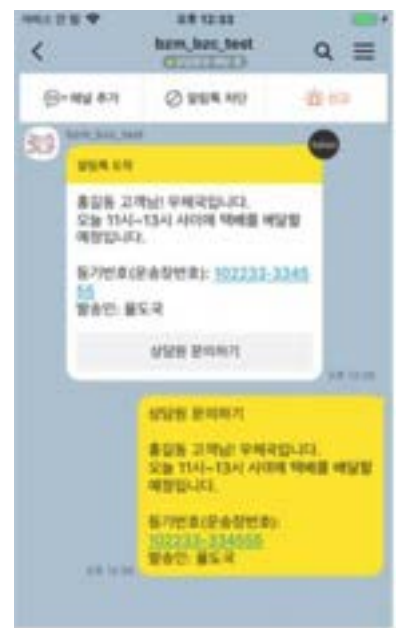 오후 12:33
bzm_bzc_test
채널 추가
알림톡 차단
신고
bzm_bzc_test
알림톡 도착
홍길동 고객님! 우체국입니다.
오늘 11시~13시 사이에 택배를 배달할
예정입니다.
등기번호(운송장번호): 102233-3345
55
발송인: 율도국
상담원 문의하기
상담원 문의하기
홍길동 고객님! 우체국입니다.
오늘 11시~13시 사이에 택배를 배달할
예정입니다.
등기번호(운송장번호):
102233-334555
발송인: 율도국